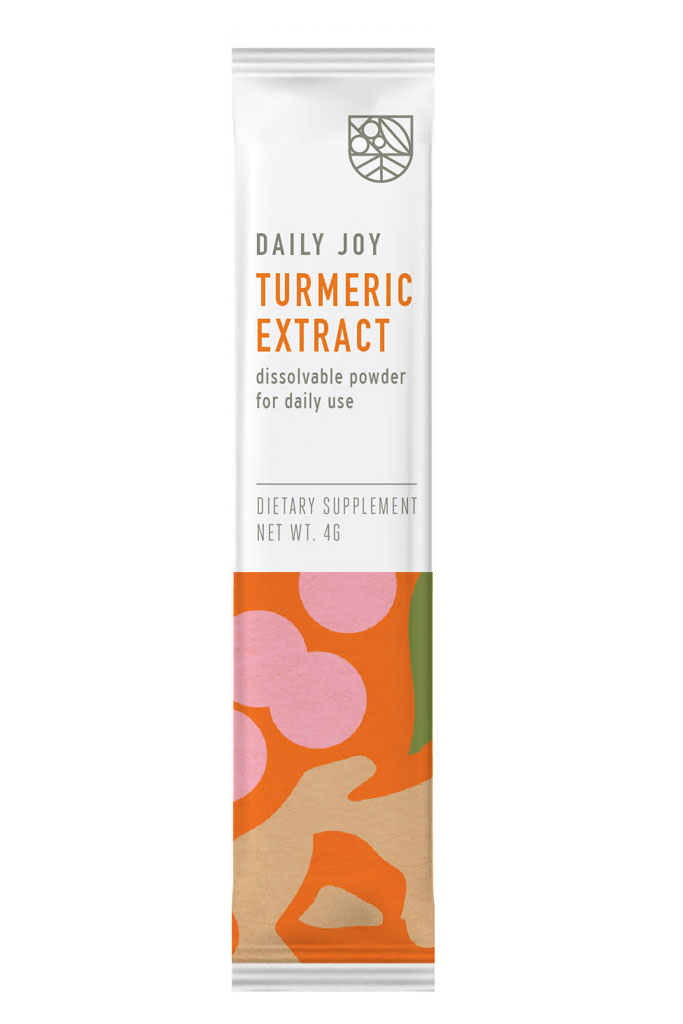 DAILY JOY
TURMERIC
EXTRACT
dissolvable powder
for daily use
DIETARY SUPPLEMENT
NET WT. 4G